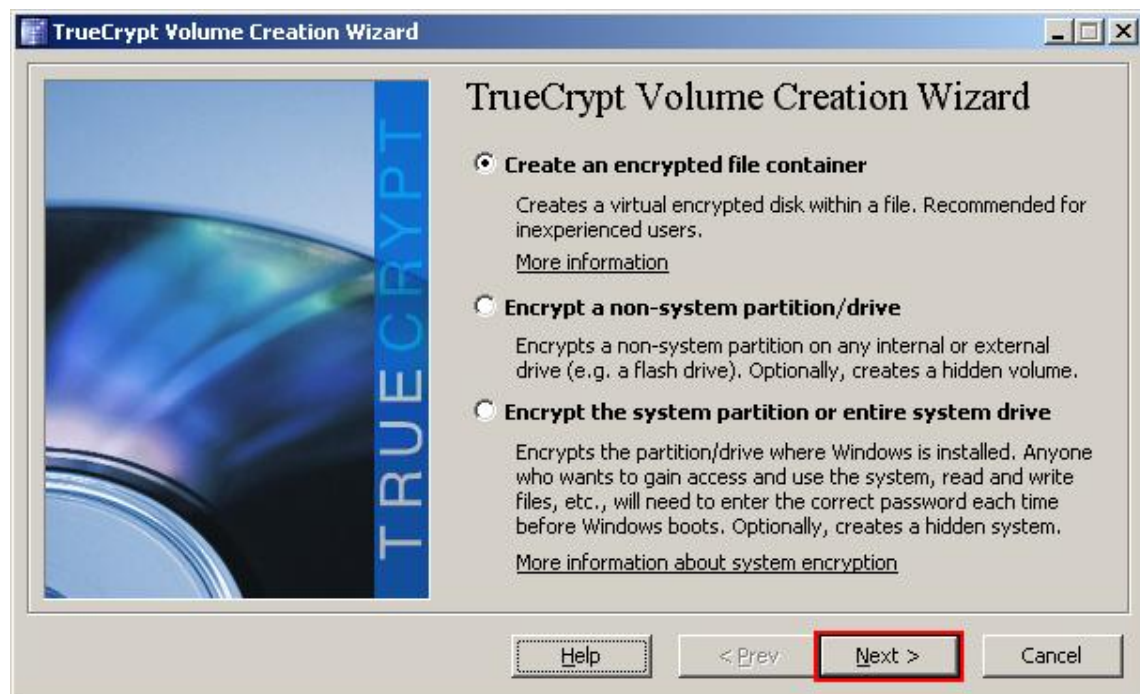 TrueCrypt Volume Creation Wizard
TRUECRYPT
TrueCrypt Volume Creation Wizard
Create an encrypted file container
Creates a virtual encrypted disk within a file. Recommended for
inexperienced users.
More information
Encrypt a non-system partition/drive
Encrypts a non-system partition on any internal or external
drive (e.g. a flash drive). Optionally, creates a hidden volume.
Encrypt the system partition or entire system drive
Encrypts the partition/drive where Windows is installed. Anyone
who wants to gain access and use the system, read and write
files, etc., will need to enter the correct password each time
before Windows boots. Optionally, creates a hidden system.
More information about system encryption
Help
< Prev
Next >
Cancel